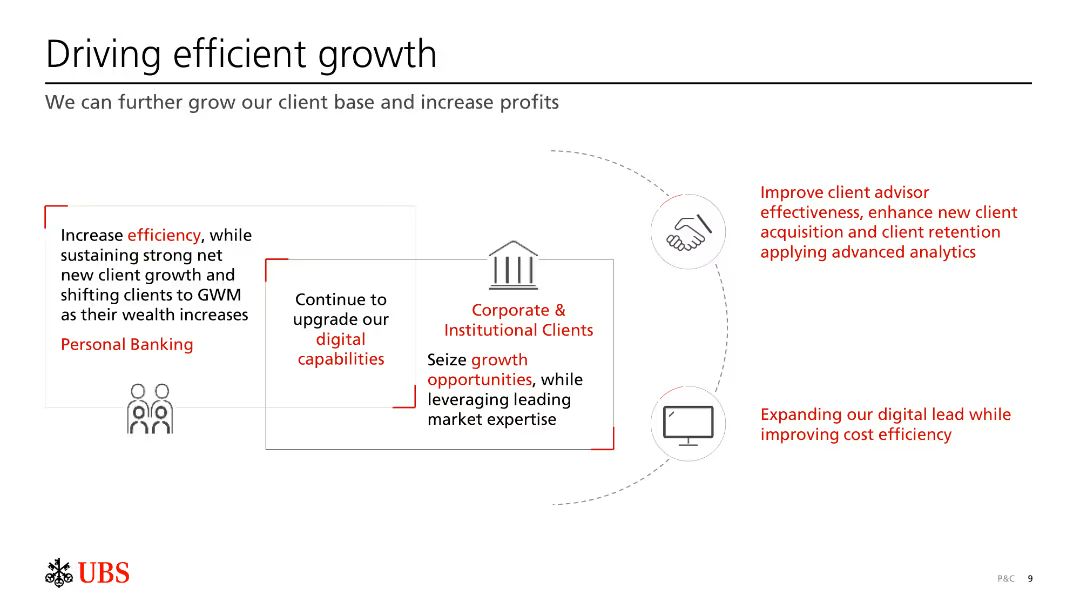 Driving efficient growth
We can further grow our client base and increase profits
Increase efficiency, while
sustaining strong net
new client growth and
shifting clients to GWM
as their wealth increases
Personal Banking
Continue to
upgrade our
digital
capabilities
Corporate &
Institutional Clients
Seize growth
opportunities, while
leveraging leading
market expertise
Improve client advisor
effectiveness, enhance new client
acquisition and client retention
applying advanced analytics
Expanding our digital lead while
improving cost efficiency
UBS
P&C 9